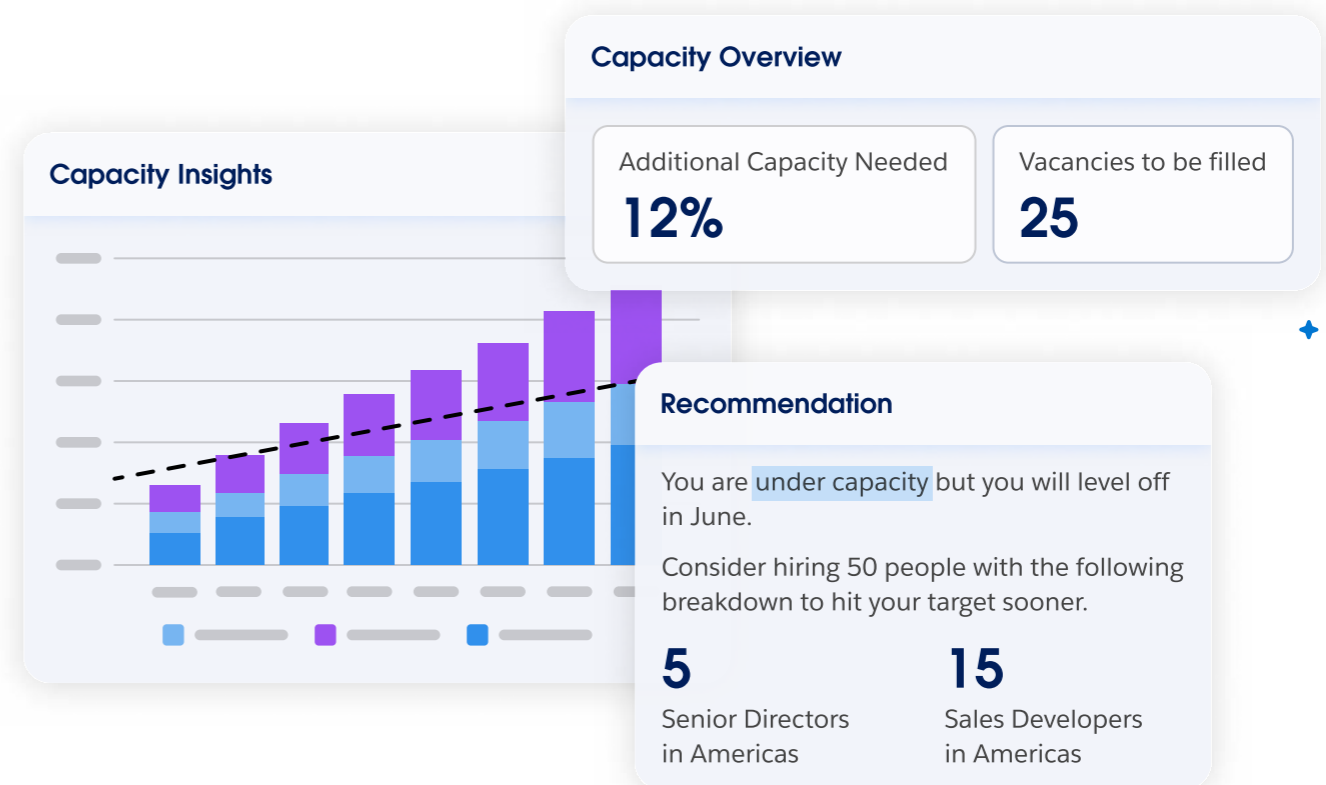 Capacity Overview
Additional Capacity Needed
12%
Vacancies to be filled
25
Capacity Insights
Recommendation
You are under capacity but you will level off
in June.
Consider hiring 50 people with the following
breakdown to hit your target sooner.
5
Senior Directors
in Americas
15
Sales Developers
in Americas